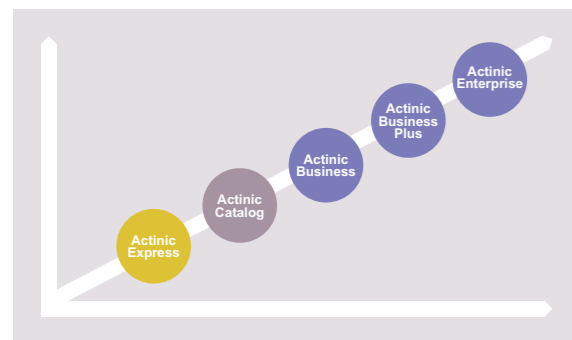 Actinic
Enterprise
Actinic
Business
Plus
Actinic
Business
Actinic
Catalog
Actinic
Express